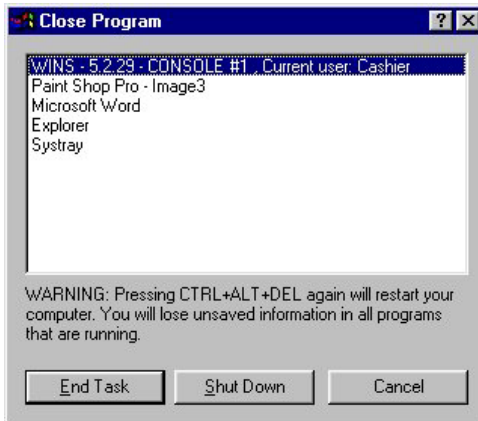 Close Program
WINS - 5.2.29 - CONSOLE #1 , Current user: Cashier
Paint Shop Pro - Image3
Microsoft Word
Explorer
Systray
WARNING: Pressing CTRL+ALT+DEL again will restart your
computer. You will lose unsaved information in all programs
that are running.
End Task Shut Down Cancel